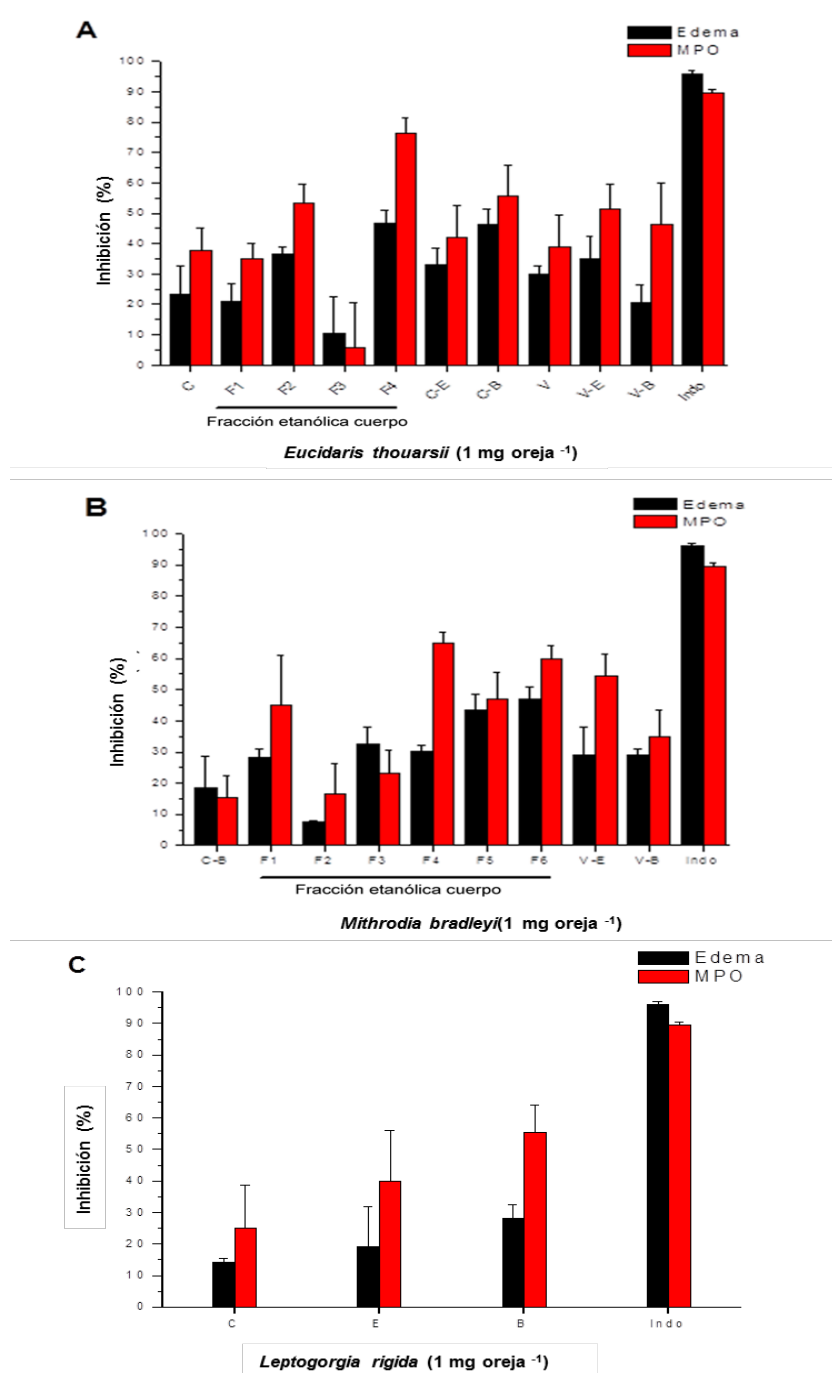 A
Edema
MPO
100
90
80
70
60
50
40
30
20
10
0
Inhibición (%)
C F1 F2 F3 F4 C-E C-B V V-E V-B Indo
Fracción etanólica cuerpo
Eucidaris thouarsii (1 mg oreja -1)
B
Edema
MPO
100
90
80
70
60
50
40
30
20
10
0
Inhibición (%)
C-B F1 F2 F3 F4 F5 F6 V-E V-B Indo
Fracción etanólica cuerpo
Mithrodia bradleyi(1 mg oreja -1)
C
Edema
MPO
100
90
80
70
60
50
40
30
20
10
0
Inhibición (%)
C E B Indo
Leptogorgia rigida (1 mg oreja -1)